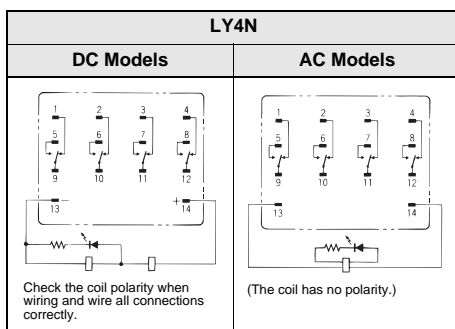 LY4N
DC Models
AC Models
1 2 3 4
5 6 7 8
9 10 11 12
13 − + 14
Check the coil polarity when
wiring and wire all connections
correctly.
1 2 3 4
5 6 7 8
9 10 11 12
13 14
(The coil has no polarity.)